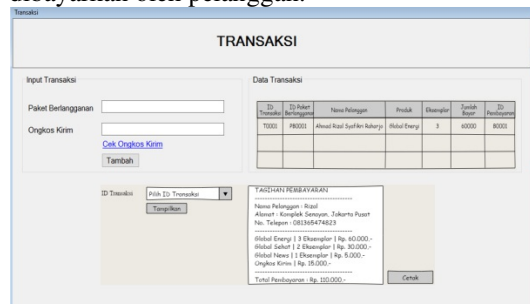 dibayarkan oleh pelanggan.
Transaksi
TRANSAKSI
Input Transaksi
Paket Berlangganan
Ongkos Kirim
Cek Ongkos Kirim
Tambah
Data Transaksi
ID Transaksi ID Paket Berlangganan Nama Pelanggan Produk Eksemplar Jumlah Bayar ID Pembayaran
T0001 PB0001 Ahmad Rizal Syafikri Raharjo Global Energi 3 60000 B0001
ID Transaksi Pilih ID Transaksi
Tampilkan
TAGIHAN PEMBAYARAN
Nama Pelanggan : Rizal
Alamat : Komplek Senayan, Jakarta Pusat
No. Telepon : 081365474823
Global Energi | 3 Eksemplar | Rp. 60.000,-
Global Sehat | 2 Eksemplar | Rp. 30.000,-
Global News | 1 Eksemplar | Rp. 5.000,-
Ongkos Kirim | Rp. 15.000,-
Total Pembayaran : Rp. 110.000,-
Cetak